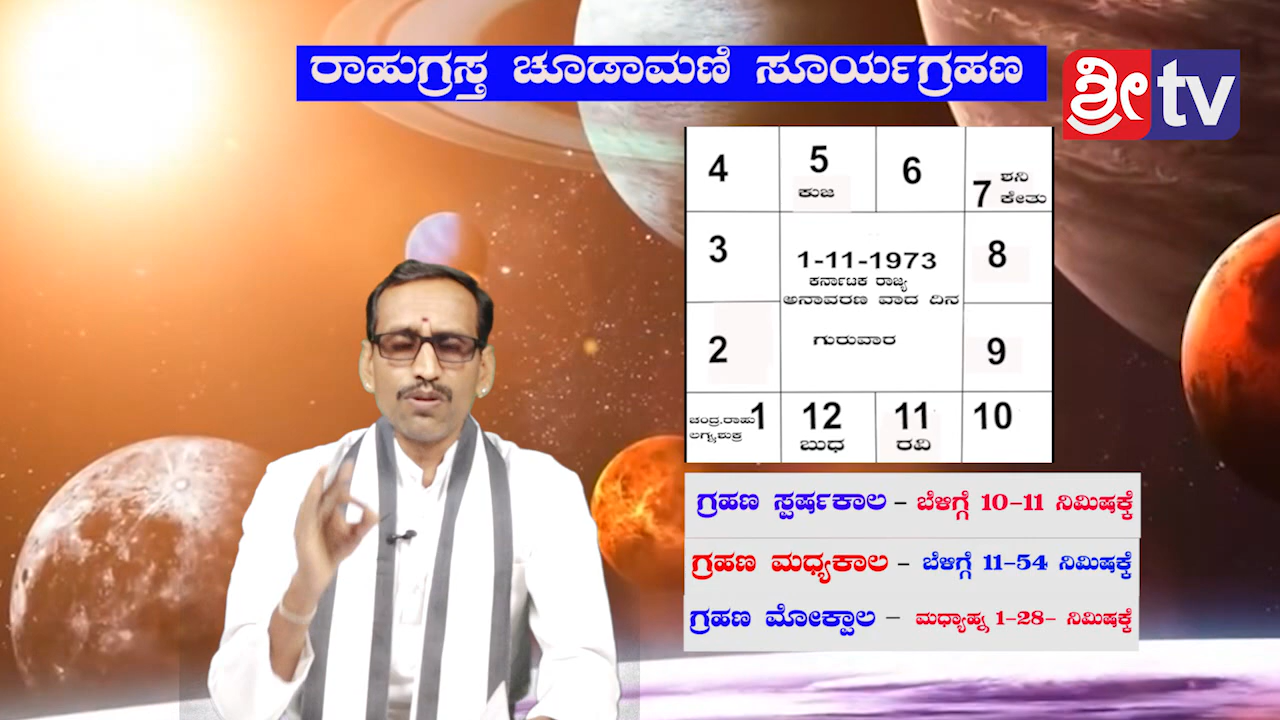 ರಾಹುಗ್ರಸ್ತ ಚೂಡಾಮಣಿ ಸೂರ್ಯಗ್ರಹಣ
ಶ್ರೀ tv
4 5 6 7 ಶನಿ
ಕುಜ ಕೇತು
3 8
1-11-1973
ಕರ್ನಾಟಕ ರಾಜ್ಯ
ಅನಾವರಣ ವಾದ ದಿನ
ಗುರುವಾರ
2 9
ಚಂದ್ರ.ರಾಹು 1 12 11 10
ಲಗ್ನ,ಶುಕ್ರ ಬುಧ ರವಿ
ಗ್ರಹಣ ಸ್ಪರ್ಷಕಾಲ - ಬೆಳಿಗ್ಗೆ 10-11 ನಿಮಿಷಕ್ಕೆ
ಗ್ರಹಣ ಮಧ್ಯಕಾಲ - ಬೆಳಿಗ್ಗೆ 11-54 ನಿಮಿಷಕ್ಕೆ
ಗ್ರಹಣ ಮೋಕ್ಷಾಲ - ಮಧ್ಯಾಹ್ನ 1-28- ನಿಮಿಷಕ್ಕೆ